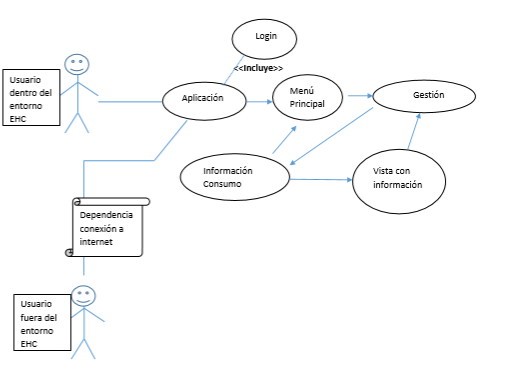 Login
<<Incluye>>
Usuario
dentro del
entorno
EHC
Aplicación
Menú
Principal
Gestión
Información
Consumo
Vista con
información
Dependencia
conexión a
internet
Usuario
fuera del
entorno
EHC